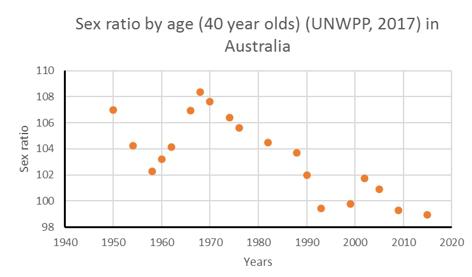 Sex ratio by age (40 year olds) (UNWPP, 2017) in
Australia
110
108
106
104
102
100
98
Sex ratio
1940 1950 1960 1970 1980 1990 2000 2010 2020
Years